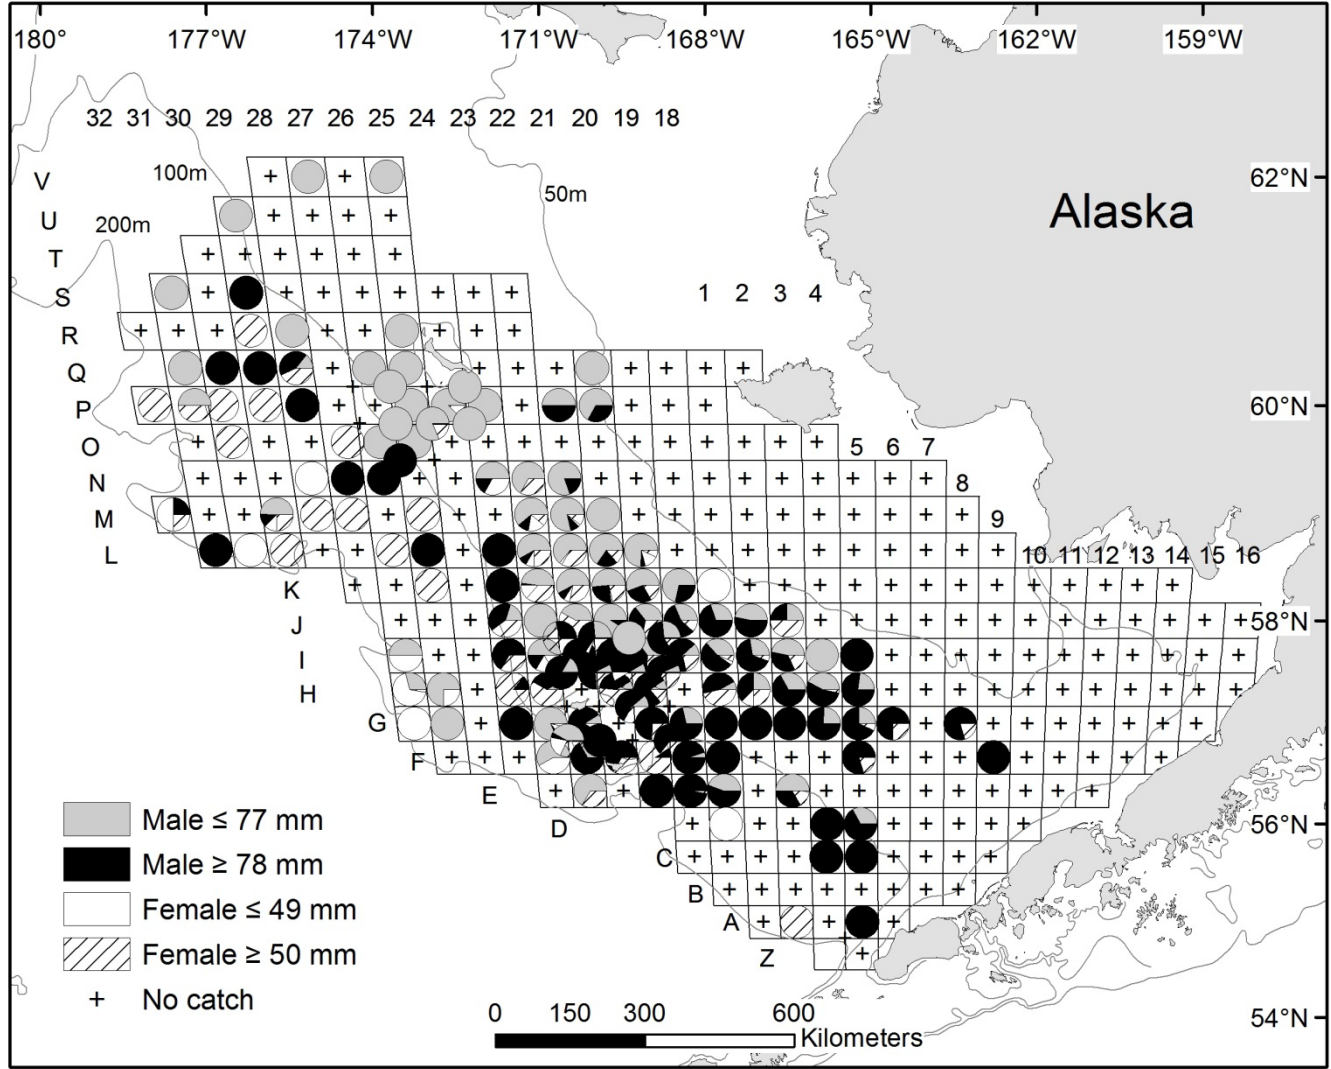 180° 177°W 174°W 171°W 168°W 165°W 162°W 159°W
32 31 30 29 28 27 26 25 24 23 22 21 20 19 18
100m
50m
62°N
V
Alaska
U
200m
T
S
1 2 3 4
R
Q
P
60°N
O
5 6 7
N
8
M
9
L
10 11 12 13 14 15 16
K
J
58°N
I
H
G
F
E
D
Male ≤ 77 mm
56°N
Male ≥ 78 mm
C
B
Female ≤ 49 mm
A
Female ≥ 50 mm
Z
+ No catch
0 150 300 600
Kilometers
54°N